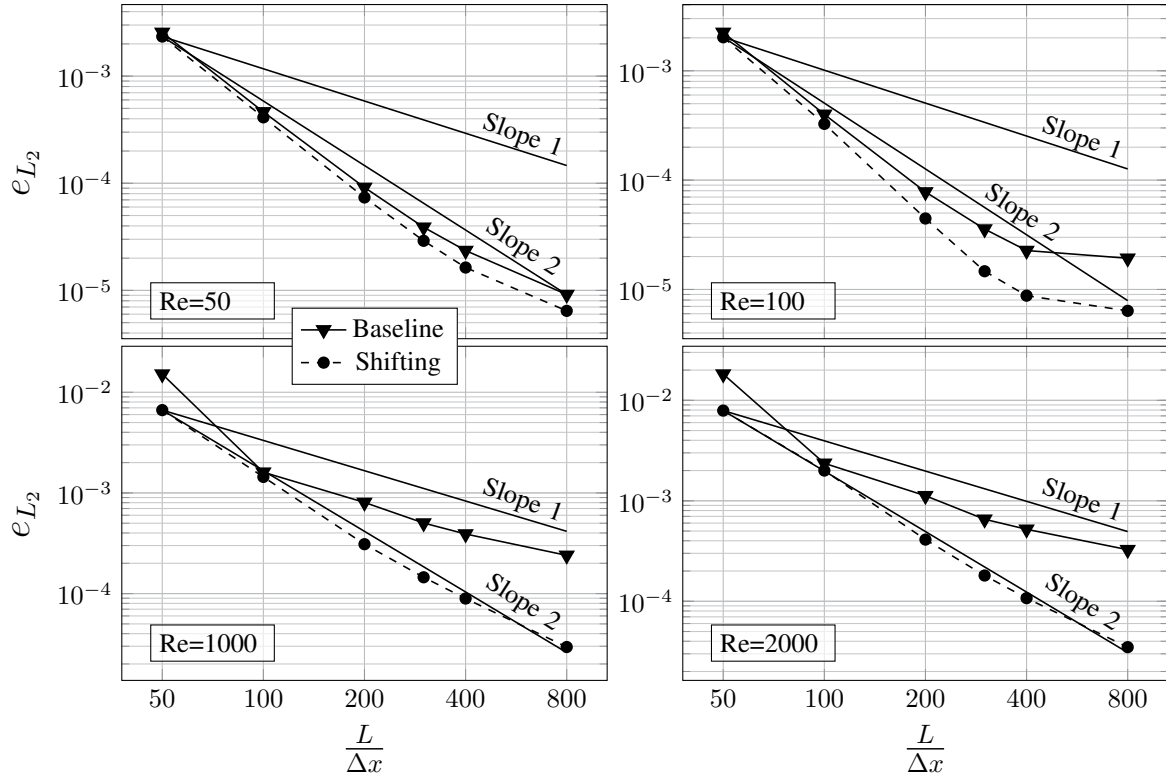 10^{-3}
10^{-4}
10^{-5}
e_{L_2}
Slope 1
Slope 2
Re=50
10^{-3}
10^{-4}
10^{-5}
Slope 1
Slope 2
Re=100
Baseline
Shifting
10^{-2}
10^{-3}
10^{-4}
e_{L_2}
Slope 1
Slope 2
Re=1000
50 100 200 400 800
L
Δx
10^{-2}
10^{-3}
10^{-4}
Slope 1
Slope 2
Re=2000
50 100 200 400 800
L
Δx